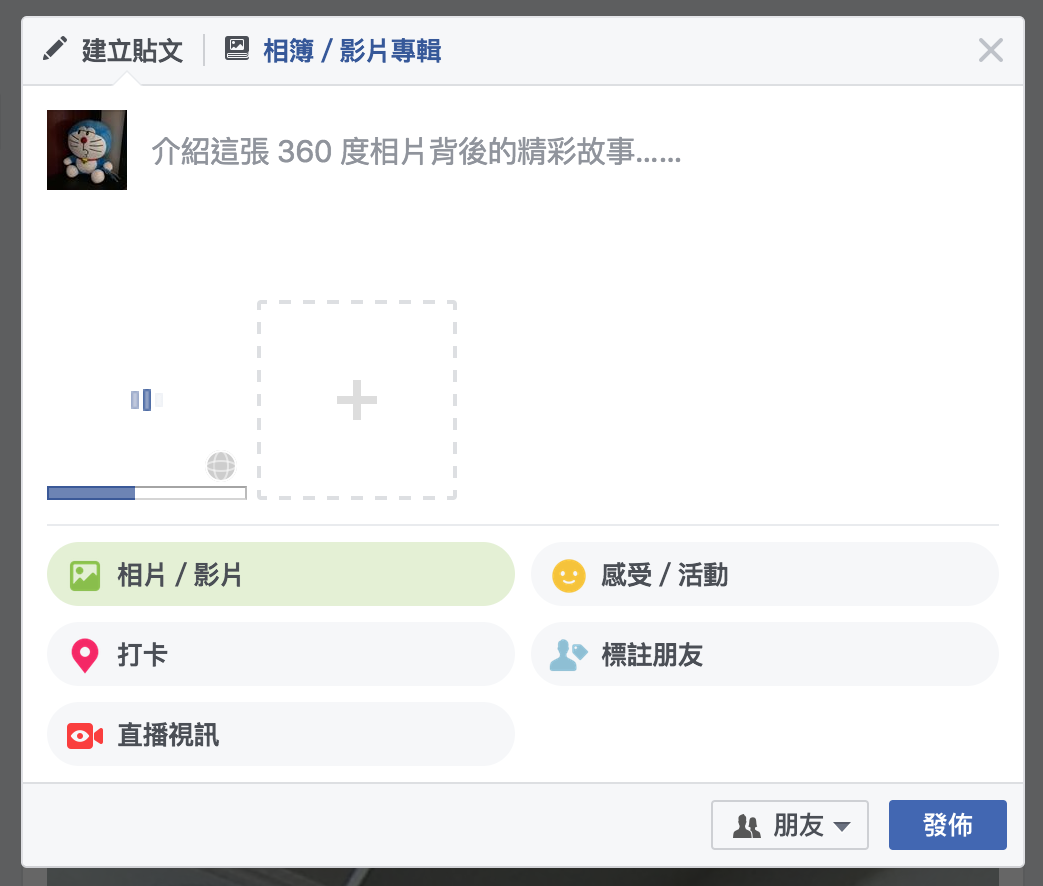 建立貼文 相簿 / 影片專輯
介紹這張 360 度相片背後的精彩故事......
相片 / 影片 感受 / 活動
打卡 標註朋友
直播視訊
朋友 發佈